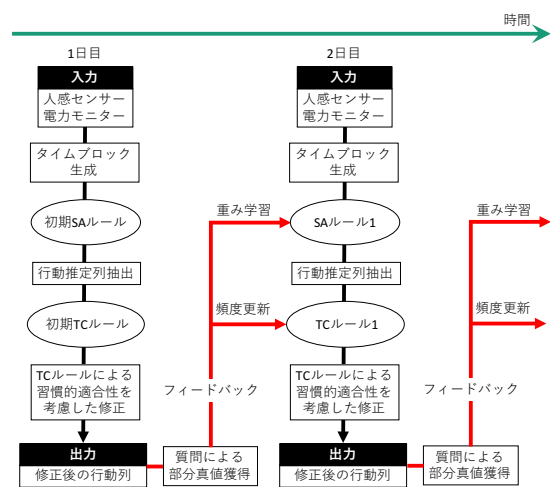 時間
1日目
入力
人感センサー
電力モニター
タイムブロック
生成
初期SAルール
行動推定列抽出
初期TCルール
TCルールによる
習慣的適合性を
考慮した修正
出力
修正後の行動列
質問による
部分真値獲得
フィードバック
重み学習
頻度更新
2日目
入力
人感センサー
電力モニター
タイムブロック
生成
SAルール1
行動推定列抽出
TCルール1
TCルールによる
習慣的適合性を
考慮した修正
出力
修正後の行動列
質問による
部分真値獲得
フィードバック
重み学習
頻度更新